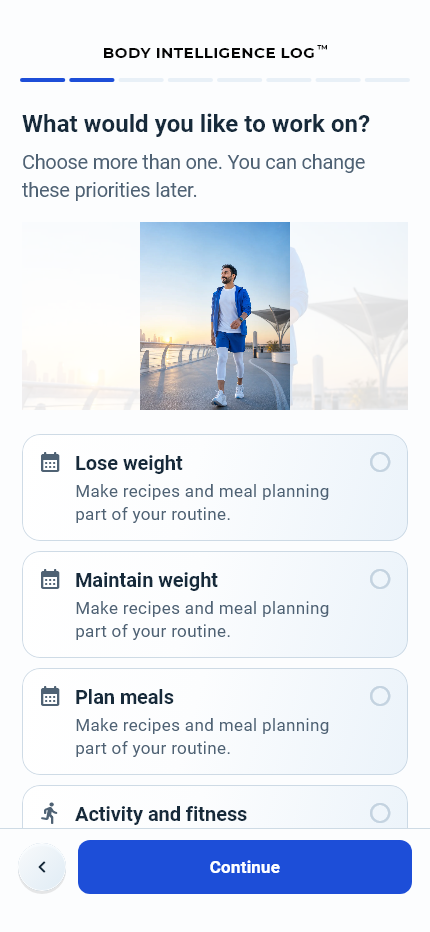 BODY INTELLIGENCE LOG™
What would you like to work on?
Choose more than one. You can change
these priorities later.
Lose weight
Make recipes and meal planning
part of your routine.
Maintain weight
Make recipes and meal planning
part of your routine.
Plan meals
Make recipes and meal planning
part of your routine.
Activity and fitness
Continue